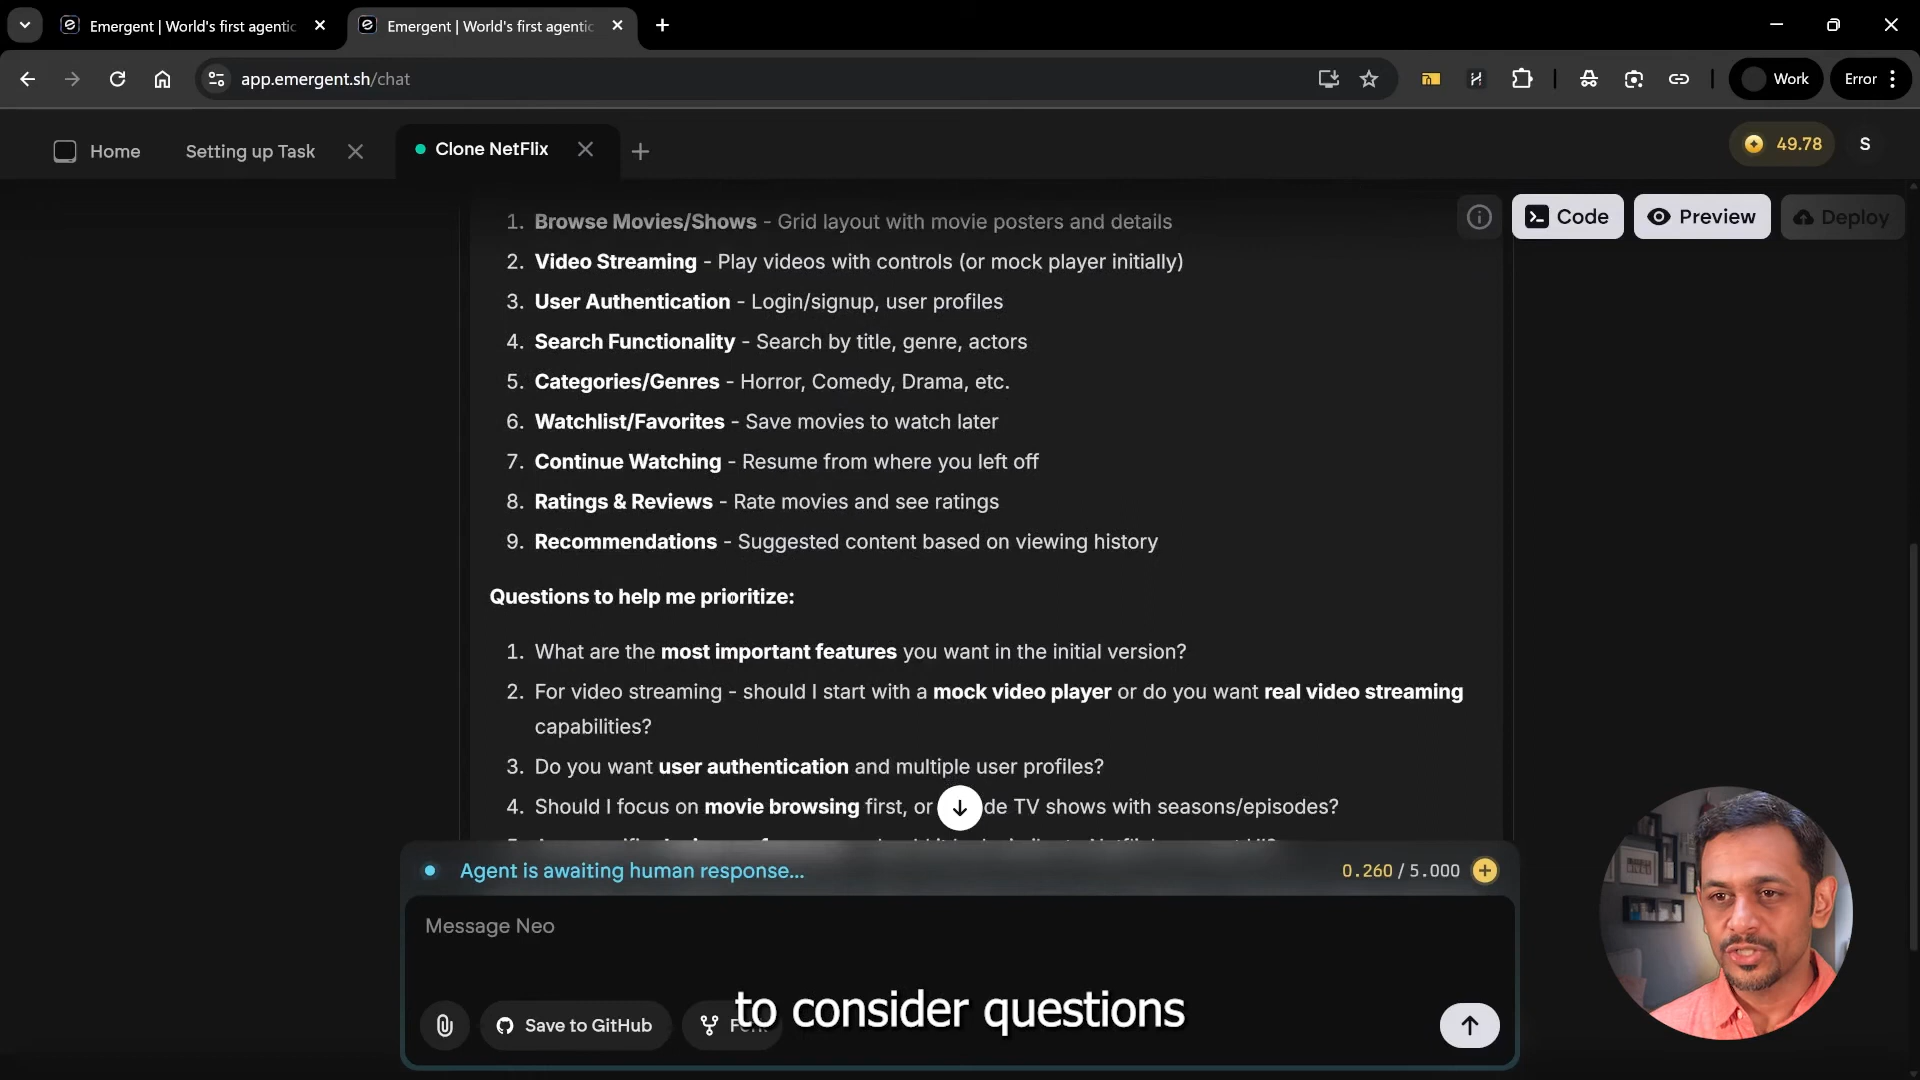 Emergent | World's first agentic
Emergent | World's first agentic
app.emergent.sh/chat
Work
Error
Home
Setting up Task
Clone NetFlix
49.78
S
Code
Preview
Deploy
1. Browse Movies/Shows - Grid layout with movie posters and details
2. Video Streaming - Play videos with controls (or mock player initially)
3. User Authentication - Login/signup, user profiles
4. Search Functionality - Search by title, genre, actors
5. Categories/Genres - Horror, Comedy, Drama, etc.
6. Watchlist/Favorites - Save movies to watch later
7. Continue Watching - Resume from where you left off
8. Ratings & Reviews - Rate movies and see ratings
9. Recommendations - Suggested content based on viewing history
Questions to help me prioritize:
1. What are the most important features you want in the initial version?
2. For video streaming - should I start with a mock video player or do you want real video streaming
capabilities?
3. Do you want user authentication and multiple user profiles?
4. Should I focus on movie browsing first, or de TV shows with seasons/episodes?
Agent is awaiting human response...
0.260 / 5.000
Message Neo
to consider questions
Save to GitHub